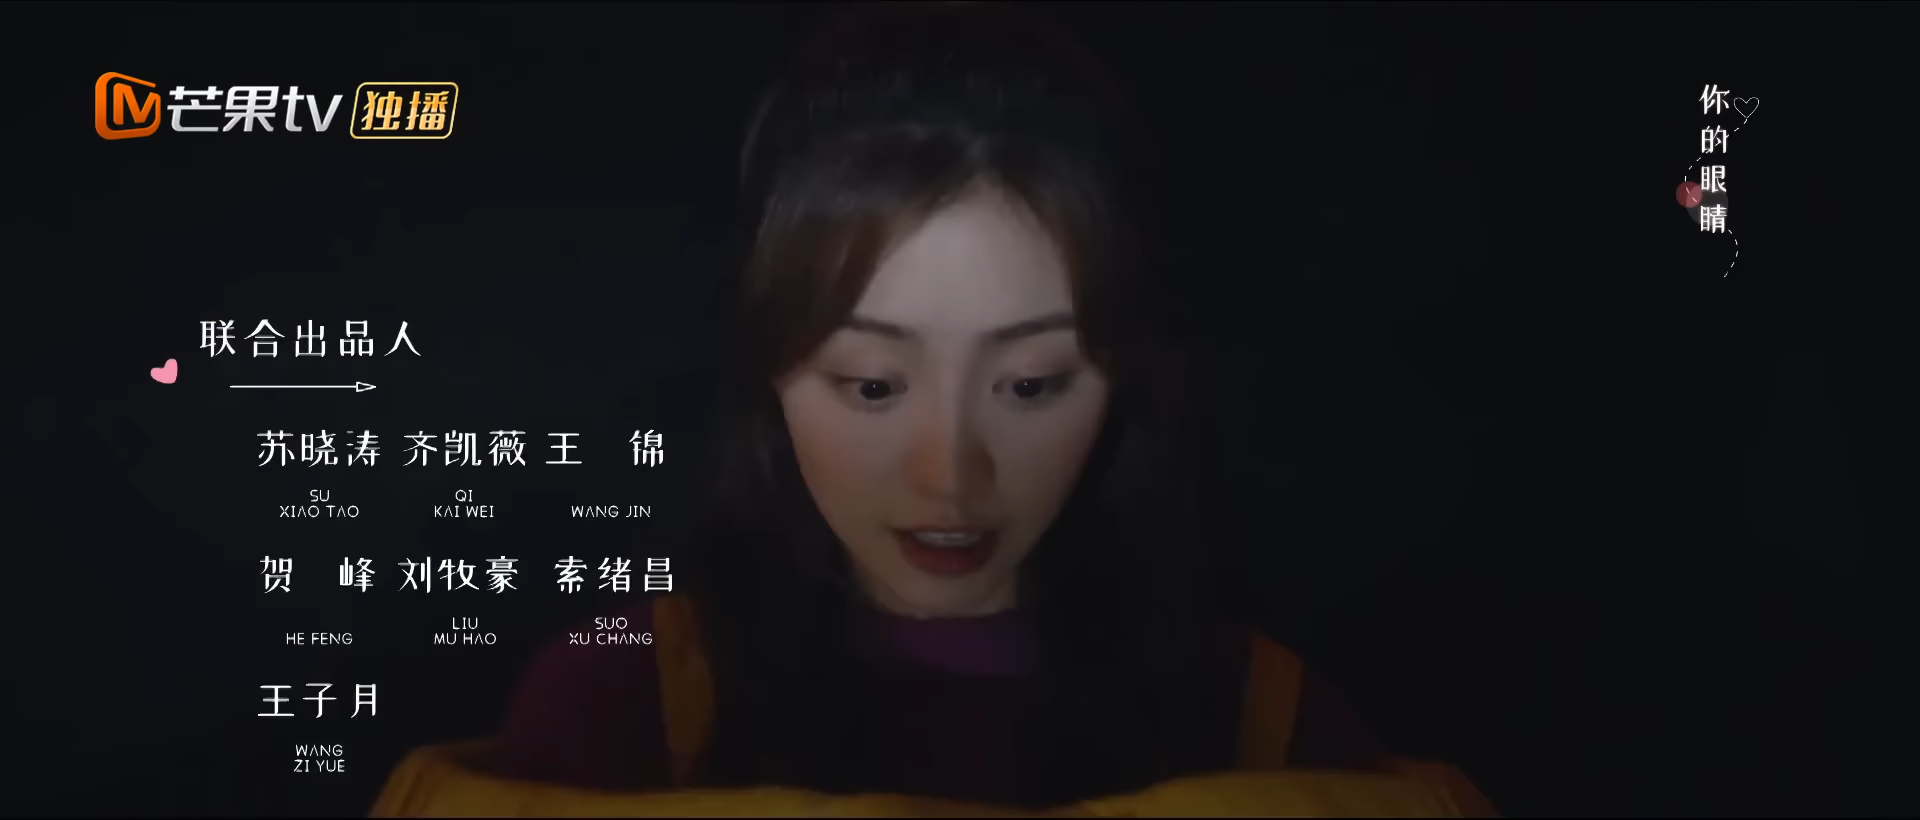 芒果tv 独播
你的眼睛
联合出品人
苏晓涛 齐凯薇 王 锦
SU QI
XIAO TAO KAI WEI WANG JIN
贺 峰 刘牧豪 索绪昌
LIU SUO
HE FENG MU HAO XU CHANG
王子月
WANG
ZI YUE